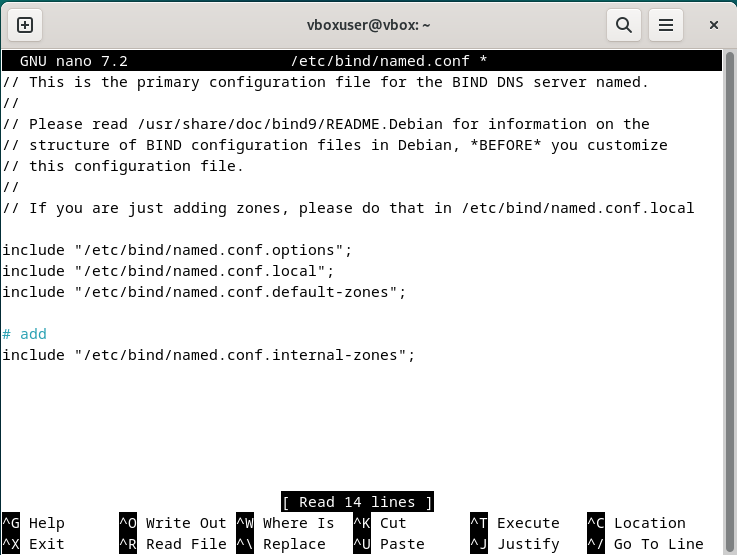 vboxuser@vbox: ~
GNU nano 7.2 /etc/bind/named.conf *
// This is the primary configuration file for the BIND DNS server named.
//
// Please read /usr/share/doc/bind9/README.Debian for information on the
// structure of BIND configuration files in Debian, *BEFORE* you customize
// this configuration file.
//
// If you are just adding zones, please do that in /etc/bind/named.conf.local
include "/etc/bind/named.conf.options";
include "/etc/bind/named.conf.local";
include "/etc/bind/named.conf.default-zones";
# add
include "/etc/bind/named.conf.internal-zones";
[ Read 14 lines ]
^G Help ^O Write Out ^W Where Is ^K Cut ^T Execute ^C Location
^X Exit ^R Read File ^\ Replace ^U Paste ^J Justify ^/ Go To Line